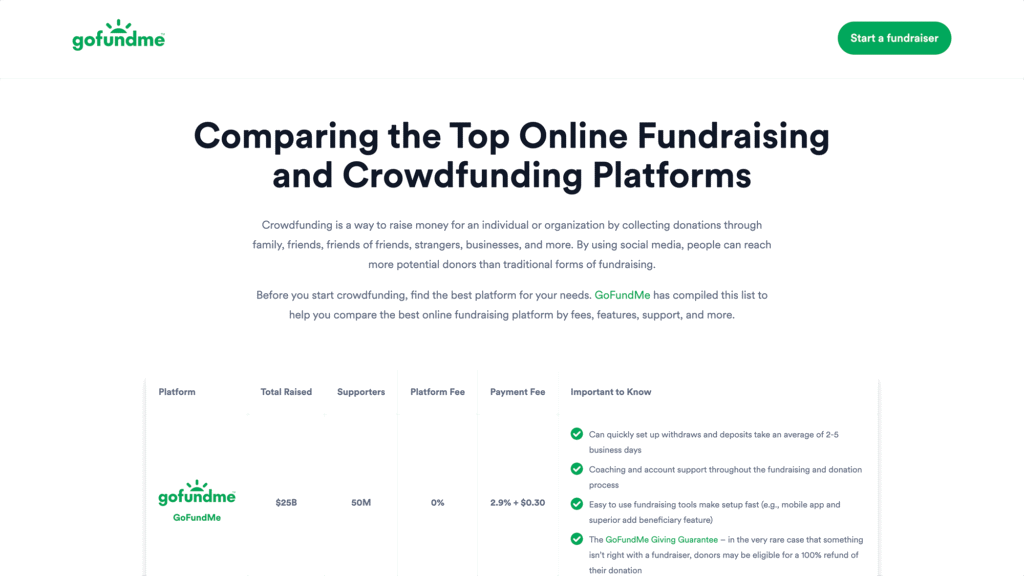 gofundme
Start a fundraiser
Comparing the Top Online Fundraising
and Crowdfunding Platforms
Crowdfunding is a way to raise money for an individual or organization by collecting donations through
family, friends, friends of friends, strangers, businesses, and more. By using social media, people can reach
more potential donors than traditional forms of fundraising.
Before you start crowdfunding, find the best platform for your needs. GoFundMe has compiled this list to
help you compare the best online fundraising platform by fees, features, support, and more.
Platform Total Raised Supporters Platform Fee Payment Fee Important to Know
Can quickly set up withdraws and deposits take an average of 2-5
business days
Coaching and account support throughout the fundraising and donation
process
gofundme
GoFundMe
$25B 50M 0% 2.9% + $0.30
Easy to use fundraising tools make setup fast (e.g., mobile app and
superior add beneficiary feature)
The GoFundMe Giving Guarantee – in the very rare case that something
isn't right with a fundraiser, donors may be eligible for a 100% refund of
their donation